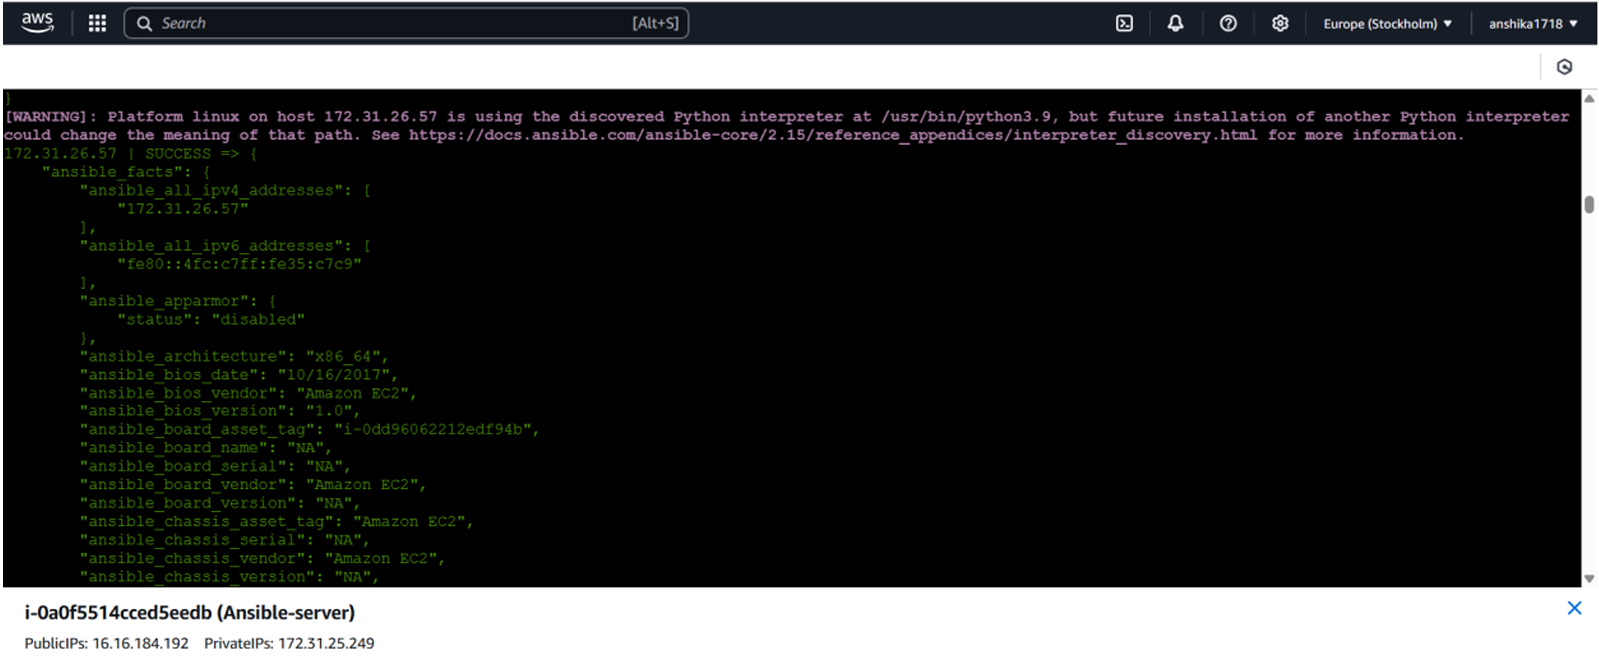 aws Search [Alt+S] Europe (Stockholm) anshika1718
}
[WARNING]: Platform linux on host 172.31.26.57 is using the discovered Python interpreter at /usr/bin/python3.9, but future installation of another Python interpreter
could change the meaning of that path. See https://docs.ansible.com/ansible-core/2.15/reference_appendices/interpreter_discovery.html for more information.
172.31.26.57 | SUCCESS => {
    "ansible_facts": {
        "ansible_all_ipv4_addresses": [
            "172.31.26.57"
        ],
        "ansible_all_ipv6_addresses": [
            "fe80::4fc:c7ff:fe35:c7c9"
        ],
        "ansible_apparmor": {
            "status": "disabled"
        },
        "ansible_architecture": "x86_64",
        "ansible_bios_date": "10/16/2017",
        "ansible_bios_vendor": "Amazon EC2",
        "ansible_bios_version": "1.0",
        "ansible_board_asset_tag": "i-0dd96062212edf94b",
        "ansible_board_name": "NA",
        "ansible_board_serial": "NA",
        "ansible_board_vendor": "Amazon EC2",
        "ansible_board_version": "NA",
        "ansible_chassis_asset_tag": "Amazon EC2",
        "ansible_chassis_serial": "NA",
        "ansible_chassis_vendor": "Amazon EC2",
        "ansible_chassis_version": "NA",
i-0a0f5514cced5eedb (Ansible-server)
PublicIPs: 16.16.184.192 PrivateIPs: 172.31.25.249